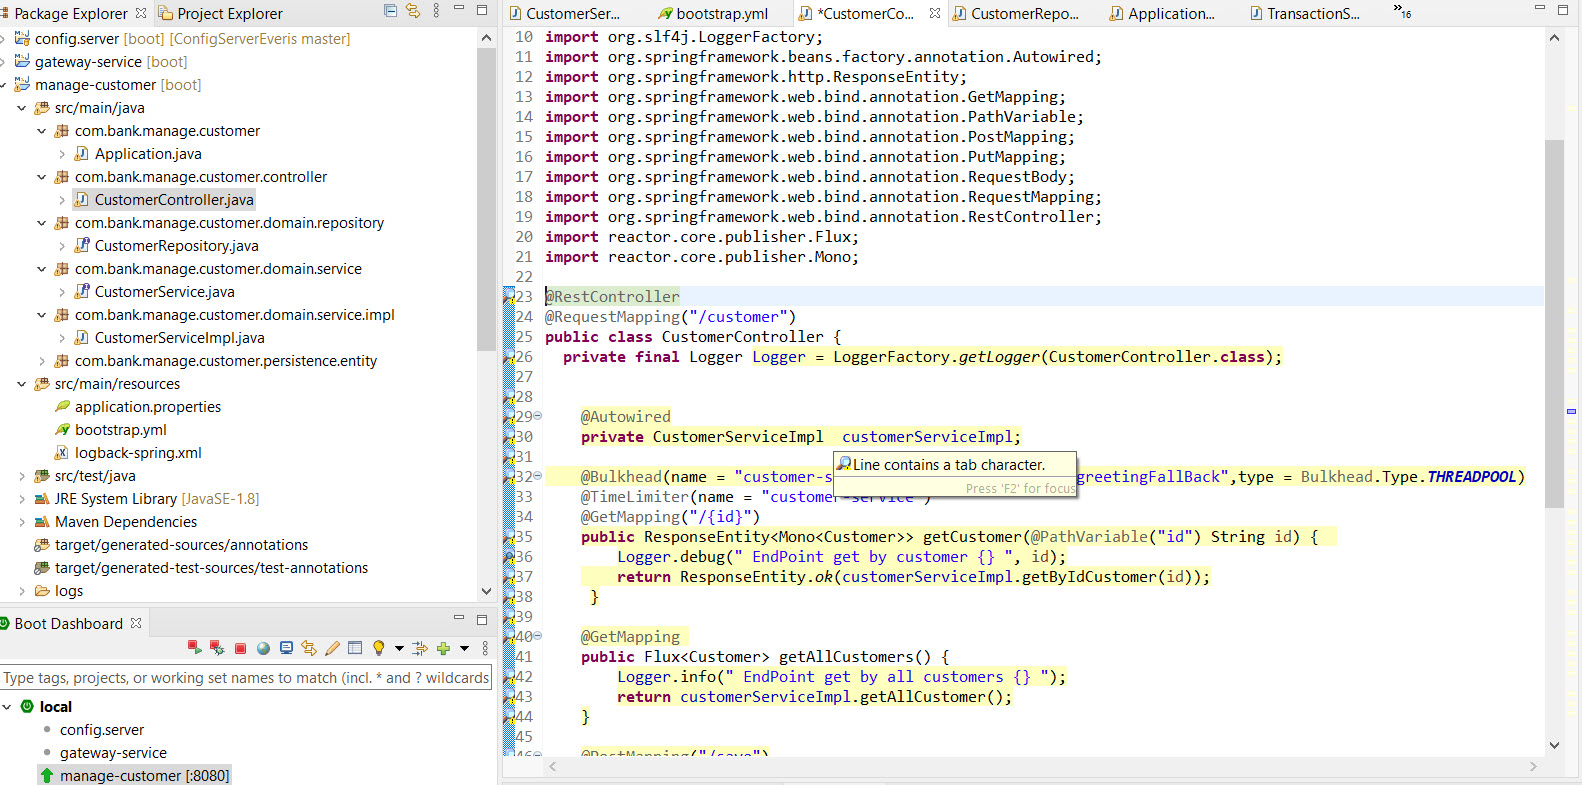 Package Explorer
Project Explorer
config.server [boot] [ConfigServerEveris master]
gateway-service [boot]
manage-customer [boot]
src/main/java
com.bank.manage.customer
Application.java
com.bank.manage.customer.controller
CustomerController.java
com.bank.manage.customer.domain.repository
CustomerRepository.java
com.bank.manage.customer.domain.service
CustomerService.java
com.bank.manage.customer.domain.service.impl
CustomerServiceImpl.java
com.bank.manage.customer.persistence.entity
src/main/resources
application.properties
bootstrap.yml
logback-spring.xml
src/test/java
JRE System Library [JavaSE-1.8]
Maven Dependencies
target/generated-sources/annotations
target/generated-test-sources/test-annotations
logs
Boot Dashboard
Type tags, projects, or working set names to match (incl. * and ? wildcards
local
config.server
gateway-service
manage-customer [:8080]
CustomerSer... bootstrap.yml *CustomerCo... CustomerRepo... Application... TransactionS... »16
10 import org.slf4j.LoggerFactory;
11 import org.springframework.beans.factory.annotation.Autowired;
12 import org.springframework.http.ResponseEntity;
13 import org.springframework.web.bind.annotation.GetMapping;
14 import org.springframework.web.bind.annotation.PathVariable;
15 import org.springframework.web.bind.annotation.PostMapping;
16 import org.springframework.web.bind.annotation.PutMapping;
17 import org.springframework.web.bind.annotation.RequestBody;
18 import org.springframework.web.bind.annotation.RequestMapping;
19 import org.springframework.web.bind.annotation.RestController;
20 import reactor.core.publisher.Flux;
21 import reactor.core.publisher.Mono;
22
23 @RestController
24 @RequestMapping("/customer")
25 public class CustomerController {
26 private final Logger Logger = LoggerFactory.getLogger(CustomerController.class);
27
28
29 @Autowired
30 private CustomerServiceImpl customerServiceImpl;
31
Line contains a tab character.
Press 'F2' for focus
32 @Bulkhead(name = "customer-s greetingFallBack",type = Bulkhead.Type.THREADPOOL)
33 @TimeLimiter(name = "customer-service")
34 @GetMapping("/{id}")
35 public ResponseEntity<Mono<Customer>> getCustomer(@PathVariable("id") String id) {
36 Logger.debug(" EndPoint get by customer {} ", id);
37 return ResponseEntity.ok(customerServiceImpl.getByIdCustomer(id));
38 }
39
40 @GetMapping
41 public Flux<Customer> getAllCustomers() {
42 Logger.info(" EndPoint get by all customers {} ");
43 return customerServiceImpl.getAllCustomer();
44 }
45
46 @PostMapping("/save")